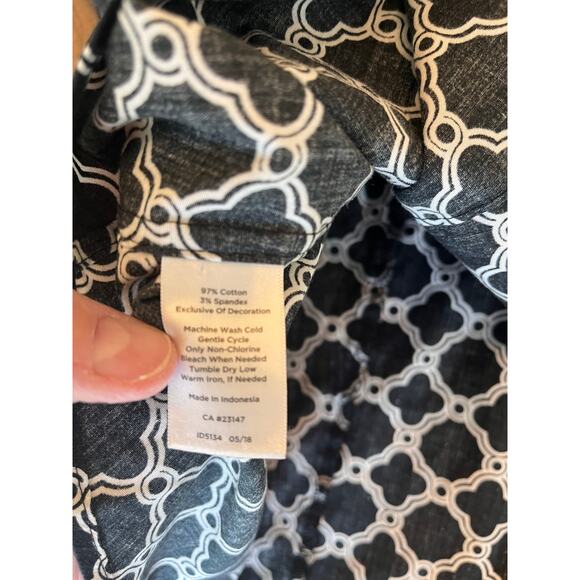 97% Cotton
3% Spandex
Exclusive Of Decoration
Machine Wash Cold
Gentle Cycle
Only Non-Chlorine
Bleach When Needed
Tumble Dry Low
Warm Iron, If Needed
Made In Indonesia
CA #23147
ID5134 05/18